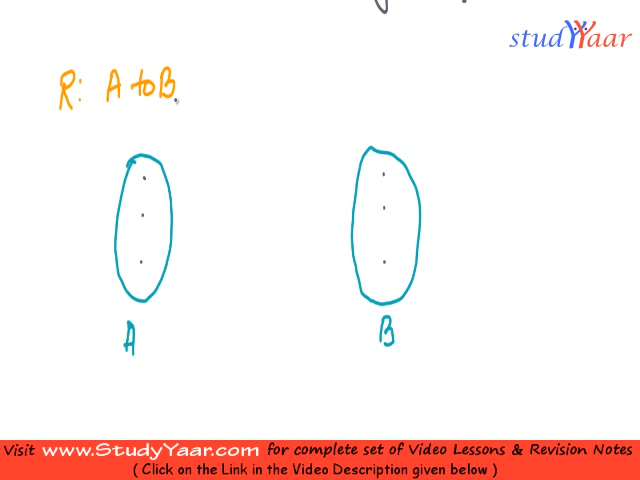 studYYaar
R: A to B
A
B
Visit www.StudyYaar.com for complete set of Video Lessons & Revision Notes
( Click on the Link in the Video Description given below )